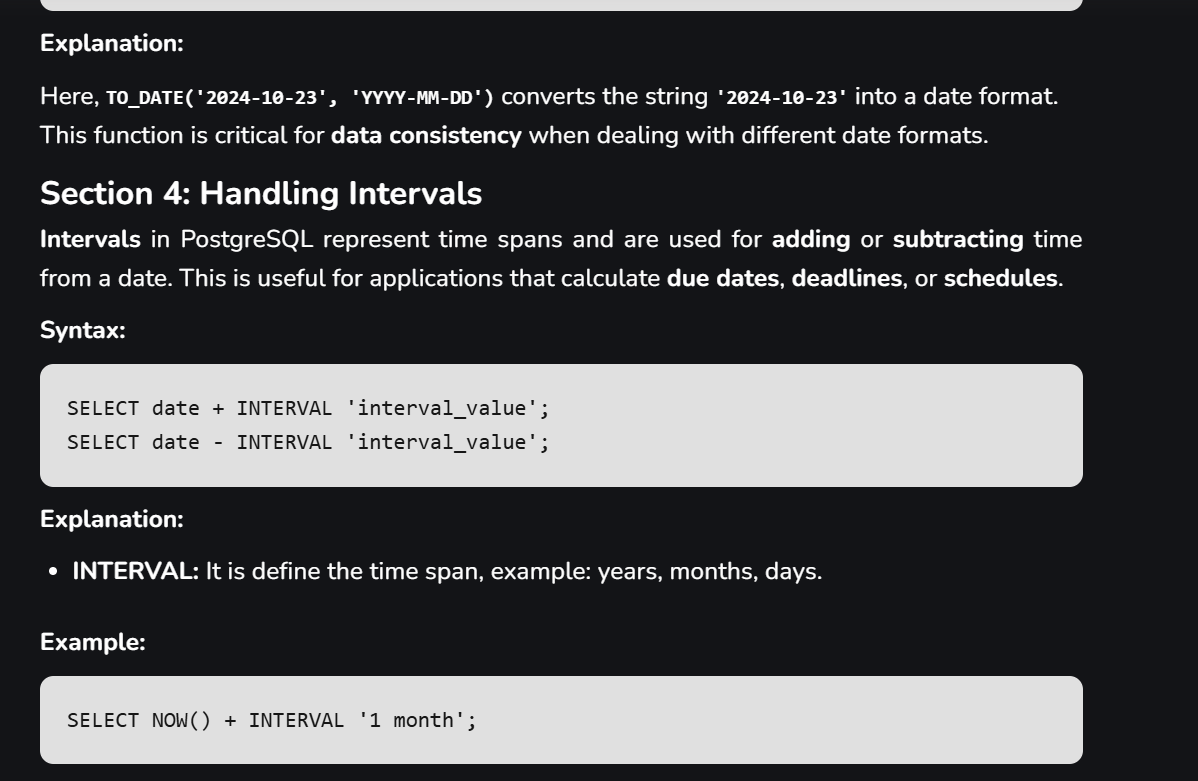 Explanation:
Here, TO_DATE('2024-10-23', 'YYYY-MM-DD') converts the string '2024-10-23' into a date format.
This function is critical for data consistency when dealing with different date formats.
Section 4: Handling Intervals
Intervals in PostgreSQL represent time spans and are used for adding or subtracting time
from a date. This is useful for applications that calculate due dates, deadlines, or schedules.
Syntax:
SELECT date + INTERVAL 'interval_value';
SELECT date - INTERVAL 'interval_value';
Explanation:
• INTERVAL: It is define the time span, example: years, months, days.
Example:
SELECT NOW() + INTERVAL '1 month';